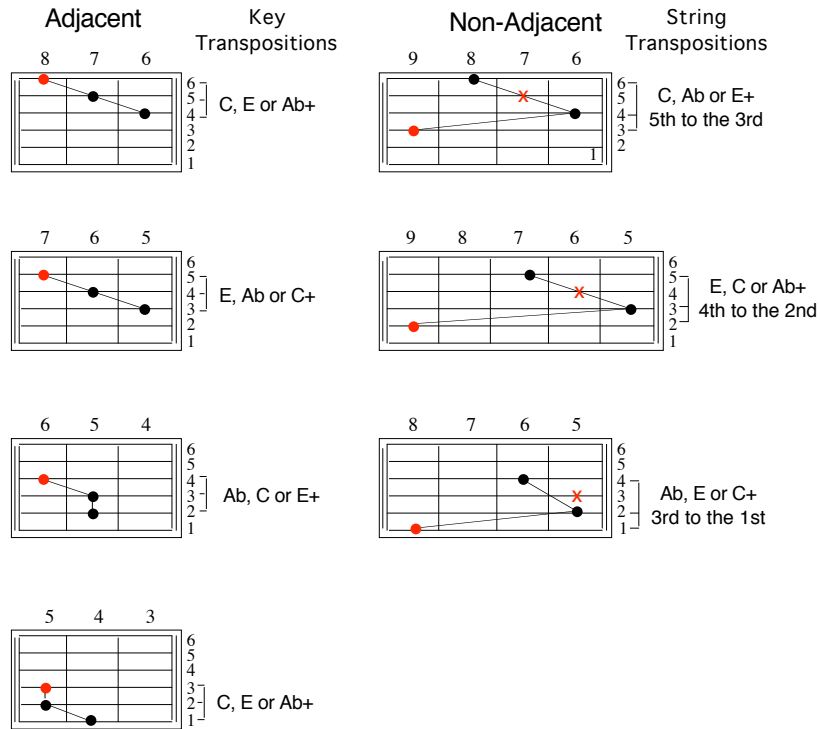 Adjacent
Key
Transpositions
Non-Adjacent
String
Transpositions
8 7 6
6
5
4
3
2
1
C, E or Ab+
9 8 7 6
x
6
5
4
3
2
1
C, Ab or E+
5th to the 3rd
7 6 5
6
5
4
3
2
1
E, Ab or C+
9 8 7 6 5
x
6
5
4
3
2
1
E, C or Ab+
4th to the 2nd
6 5 4
6
5
4
3
2
1
Ab, C or E+
8 7 6 5
x
6
5
4
3
2
1
Ab, E or C+
3rd to the 1st
5 4 3
6
5
4
3
2
1
C, E or Ab+